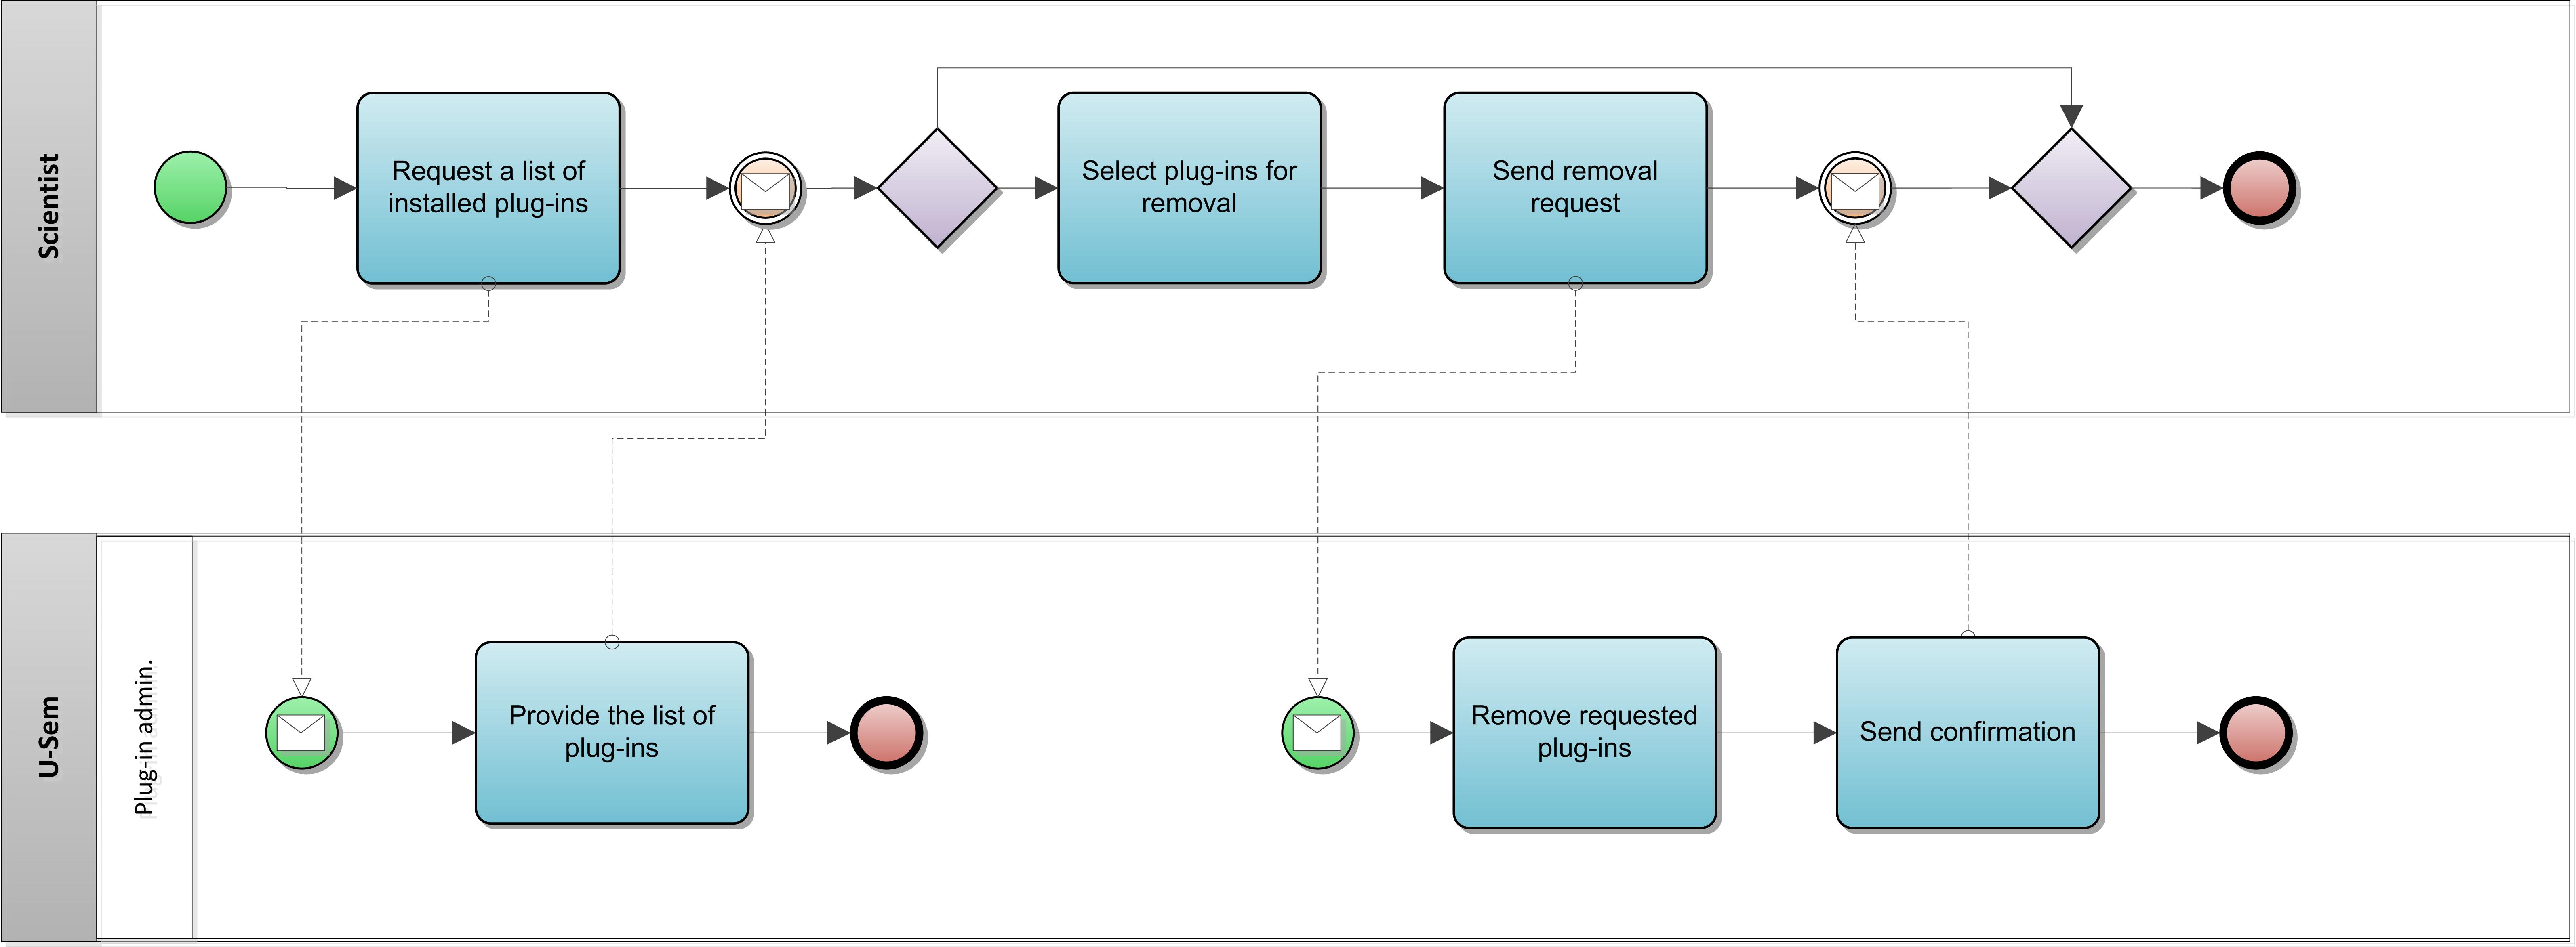 Scientist
Request a list of
installed plug-ins
Select plug-ins for
removal
Send removal
request
U-Sem
Plug-in admin.
Provide the list of
plug-ins
Remove requested
plug-ins
Send confirmation